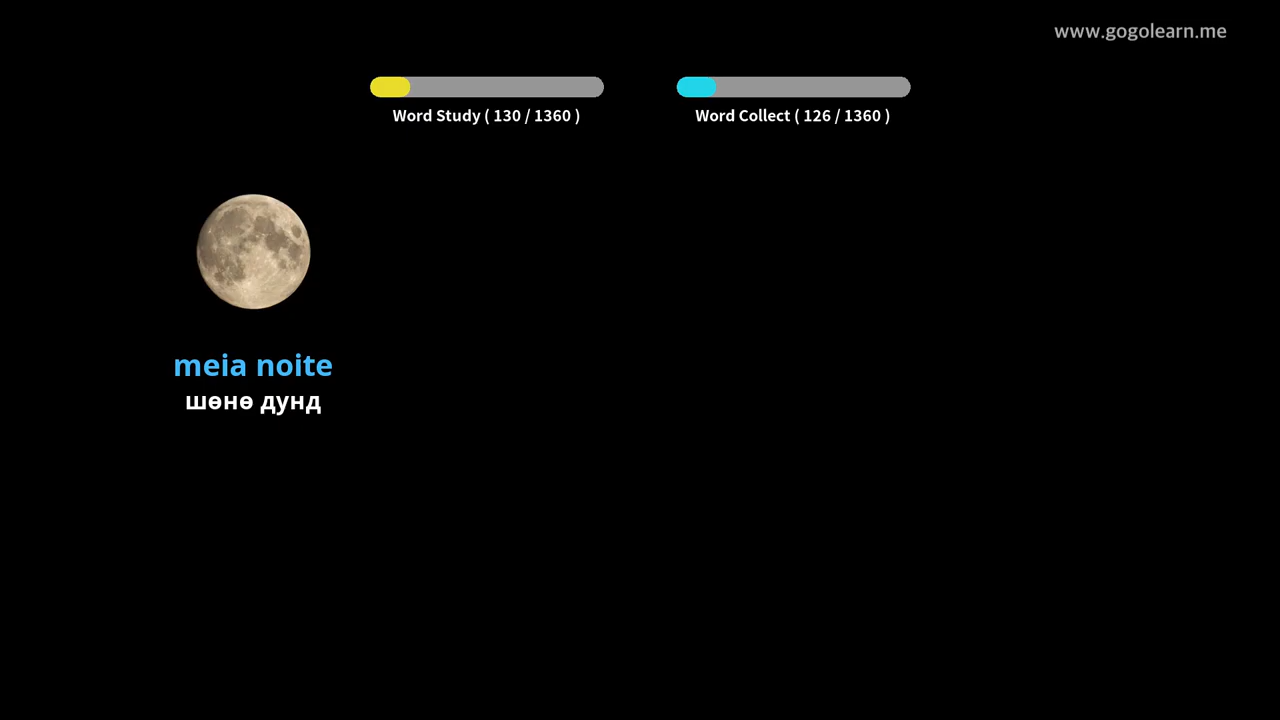 www.gogolearn.me
Word Study ( 130 / 1360 )
Word Collect ( 126 / 1360 )
meia noite
шөнө дунд